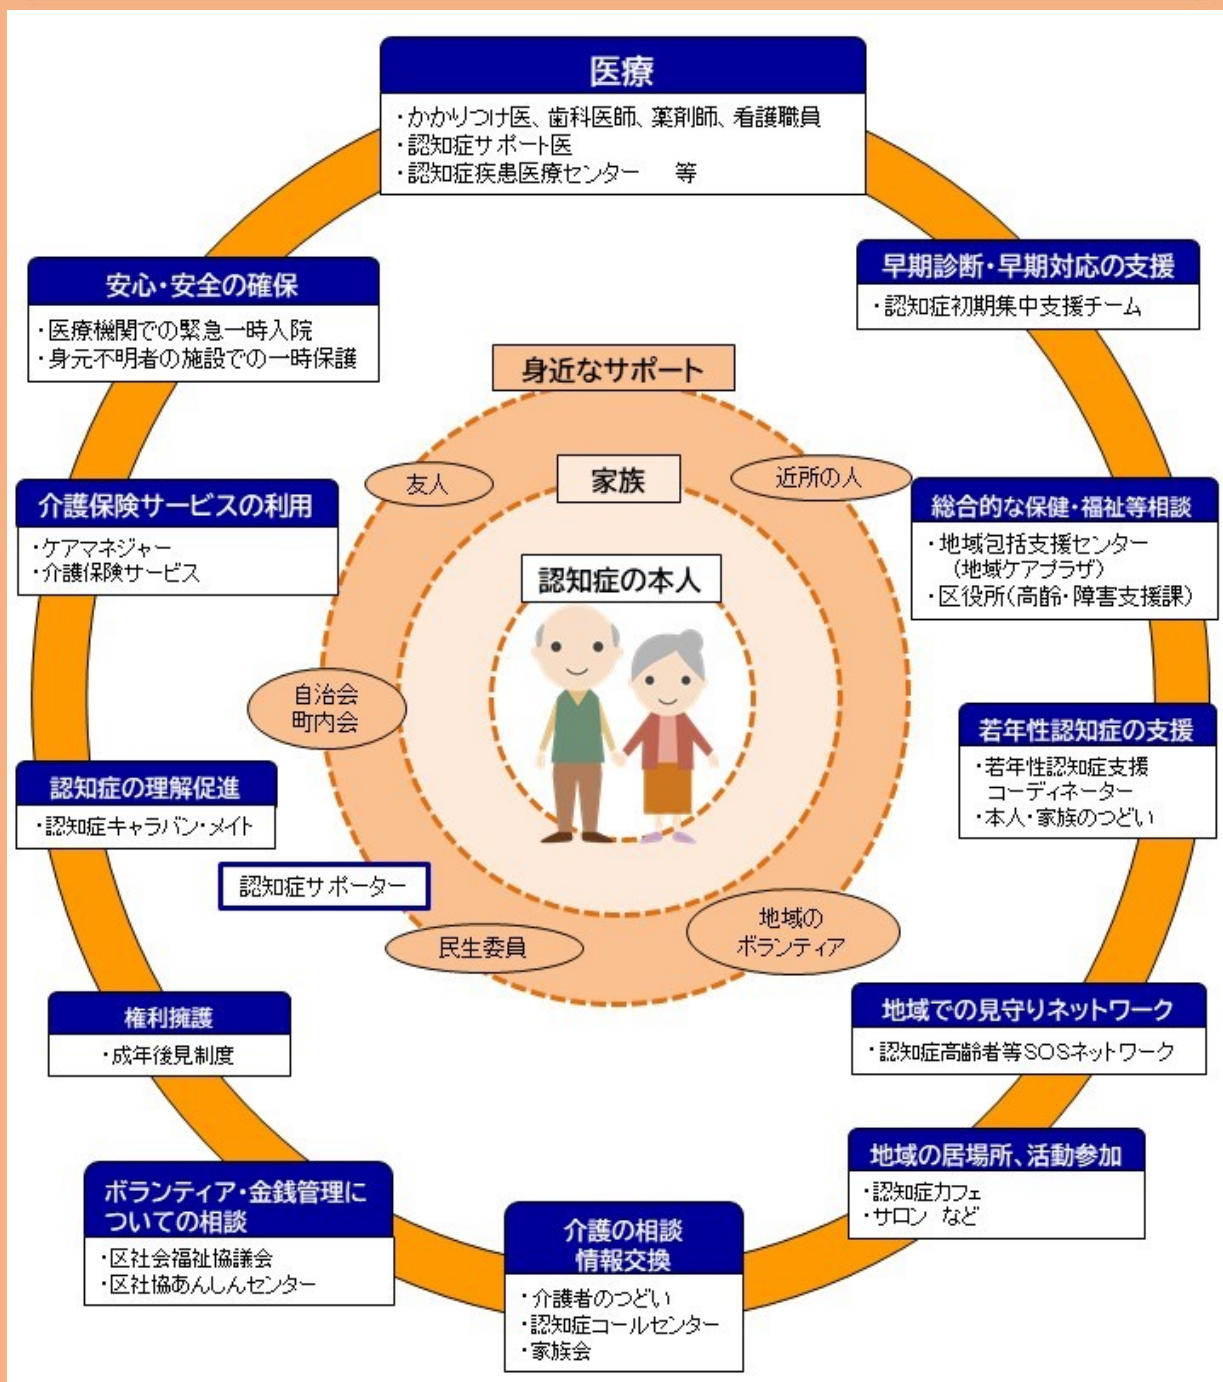 医療
・かかりつけ医、歯科医師、薬剤師、看護職員
・認知症サポート医
・認知症疾患医療センター　等
早期診断・早期対応の支援
・認知症初期集中支援チーム
総合的な保健・福祉等相談
・地域包括支援センター
（地域ケアプラザ）
・区役所（高齢・障害支援課）
若年性認知症の支援
・若年性認知症支援
コーディネーター
・本人・家族のつどい
地域での見守りネットワーク
・認知症高齢者等SOSネットワーク
地域の居場所、活動参加
・認知症カフェ
・サロン　など
介護の相談
情報交換
・介護者のつどい
・認知症コールセンター
・家族会
ボランティア・金銭管理に
ついての相談
・区社会福祉協議会
・区社協あんしんセンター
権利擁護
・成年後見制度
認知症の理解促進
・認知症キャラバン・メイト
認知症サポーター
介護保険サービスの利用
・ケアマネジャー
・介護保険サービス
安心・安全の確保
・医療機関での緊急一時入院
・身元不明者の施設での一時保護
身近なサポート
友人
近所の人
家族
認知症の本人
自治会
町内会
民生委員
地域の
ボランティア